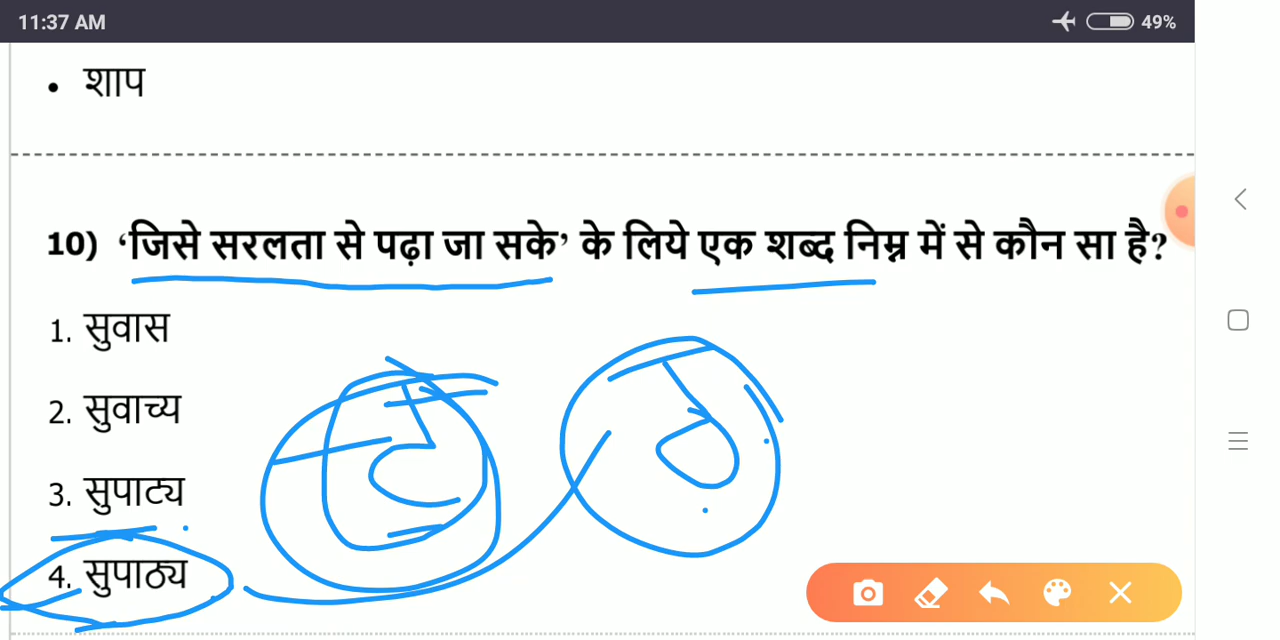 11:37 AM 49%
• शाप
10) ‘जिसे सरलता से पढ़ा जा सके’ के लिये एक शब्द निम्न में से कौन सा है?
1. सुवास
2. सुवाच्य
3. सुपाट्य
4. सुपाठ्य
ट ठ